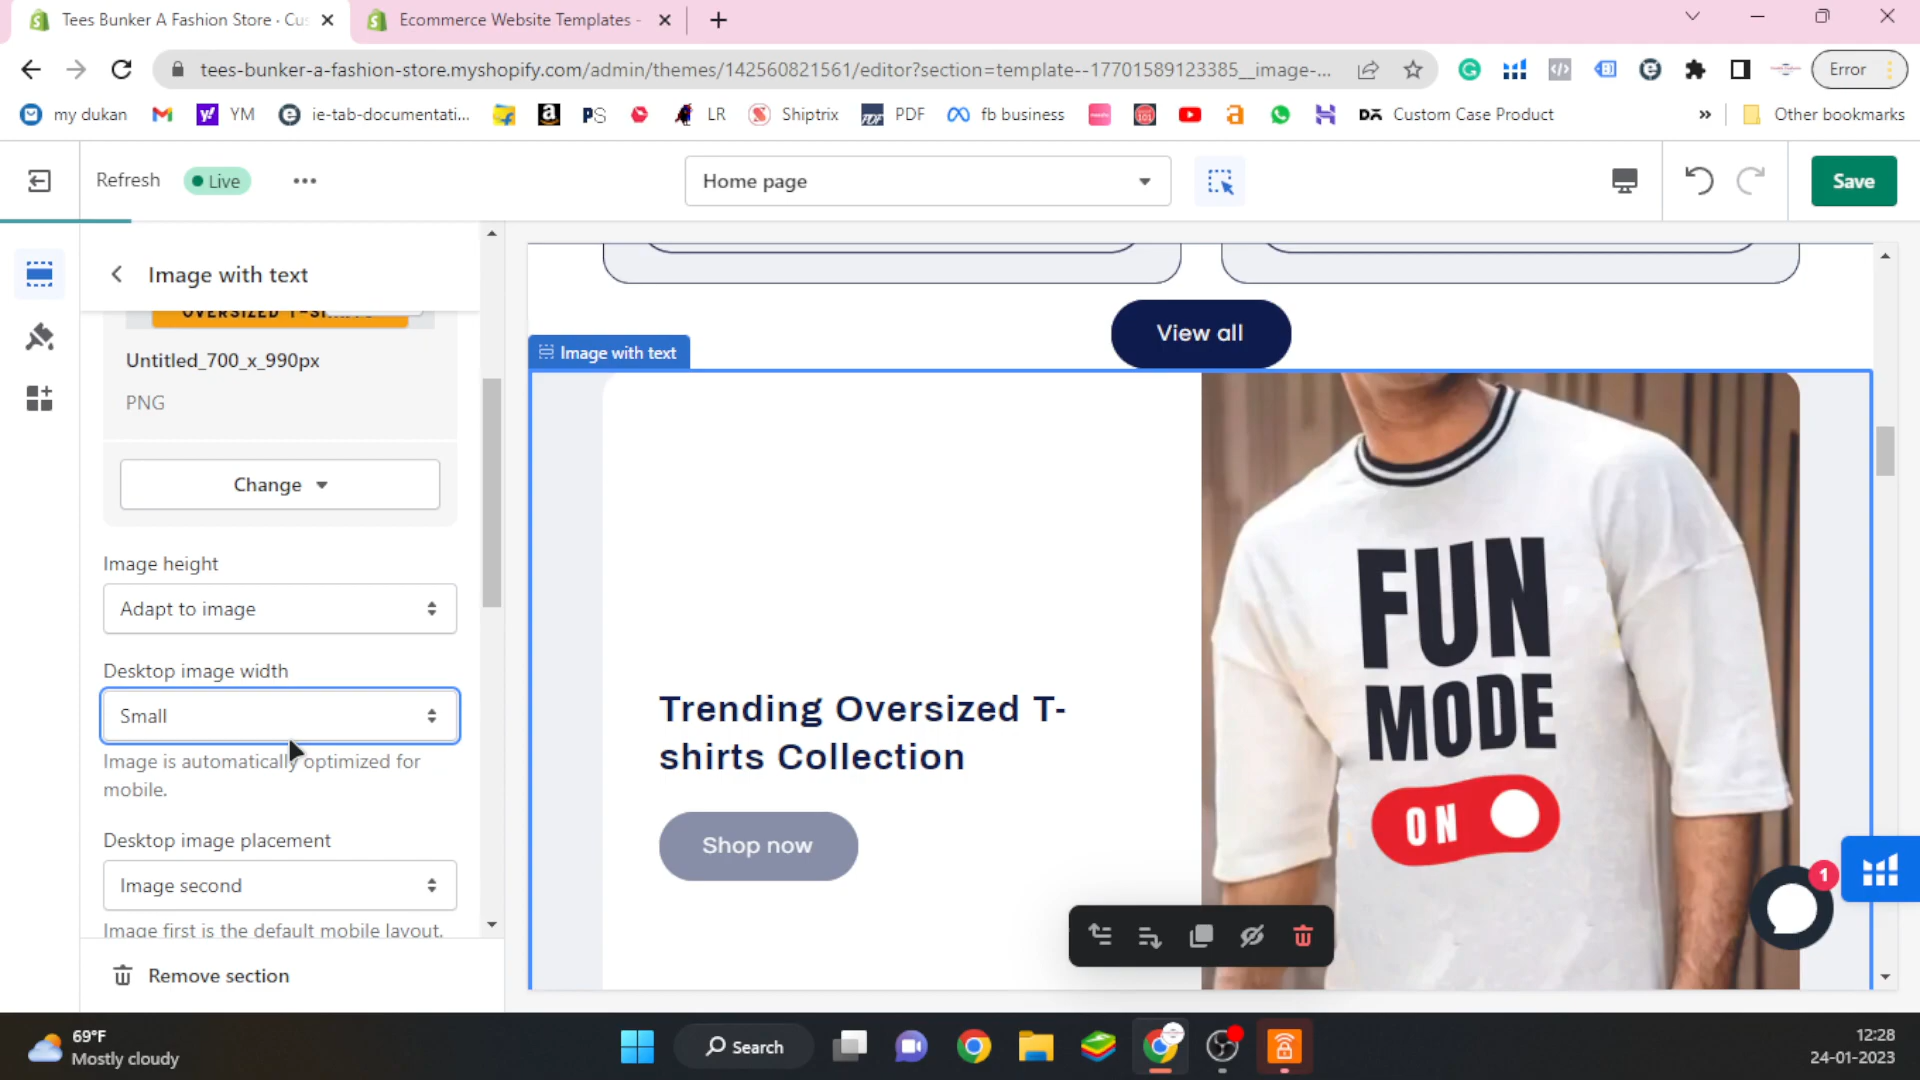 Tees Bunker A Fashion Store · Cus
Ecommerce Website Templates -
tees-bunker-a-fashion-store.myshopify.com/admin/themes/142560821561/editor?section=template--17701589123385__image-...
Error
my dukan
YM
ie-tab-documentati...
PS
LR
Shiptrix
PDF
fb business
Custom Case Product
Other bookmarks
Refresh
Live
Home page
Save
Image with text
OVERSIZED T-SHIRTS
Untitled_700_x_990px
PNG
Change
Image height
Adapt to image
Desktop image width
Small
Image is automatically optimized for
mobile.
Desktop image placement
Image second
Image first is the default mobile layout.
Remove section
View all
Image with text
Trending Oversized T-
shirts Collection
Shop now
FUN
MODE
ON
1
69°F
Mostly cloudy
Search
12:28
24-01-2023